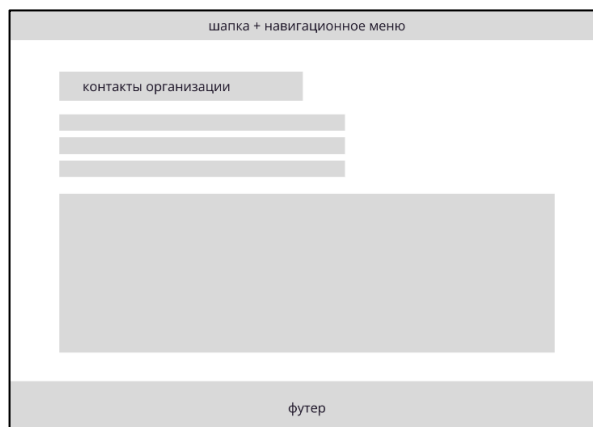 шапка + навигационное меню
контакты организации
футер